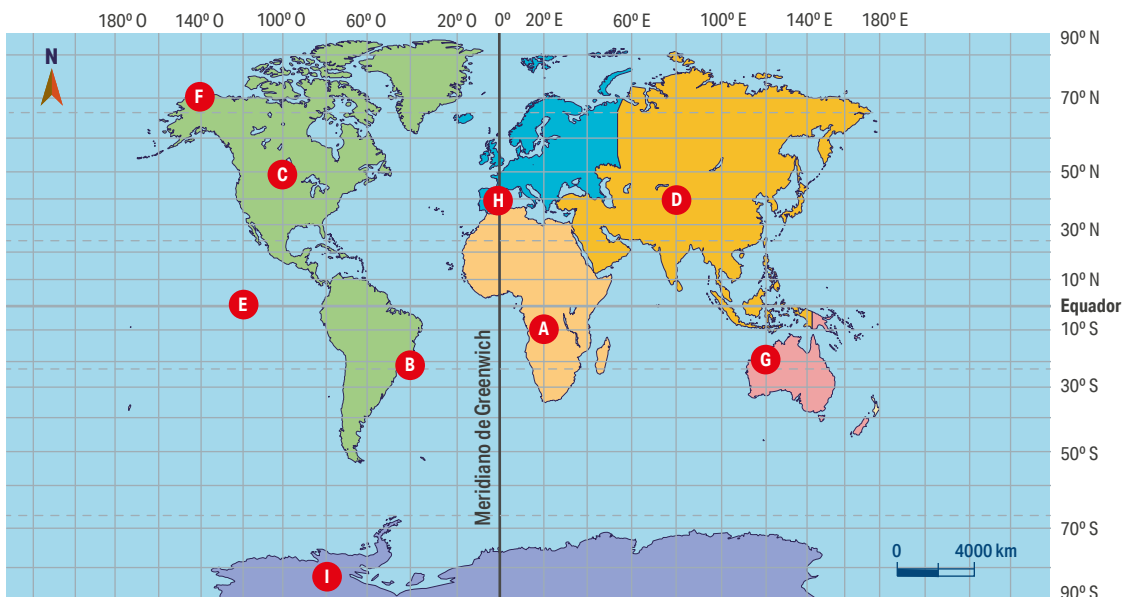 180º O 140º O 100º O 60º O 20º O 0º 20º E 60º E 100º E 140º E 180º E
90º N
N
F
70º N
C
50º N
H
D
30º N
10º N
E
Equador
A
10º S
G
B
30º S
Meridiano de Greenwich
50º S
70º S
0 4000 km
I
90º S